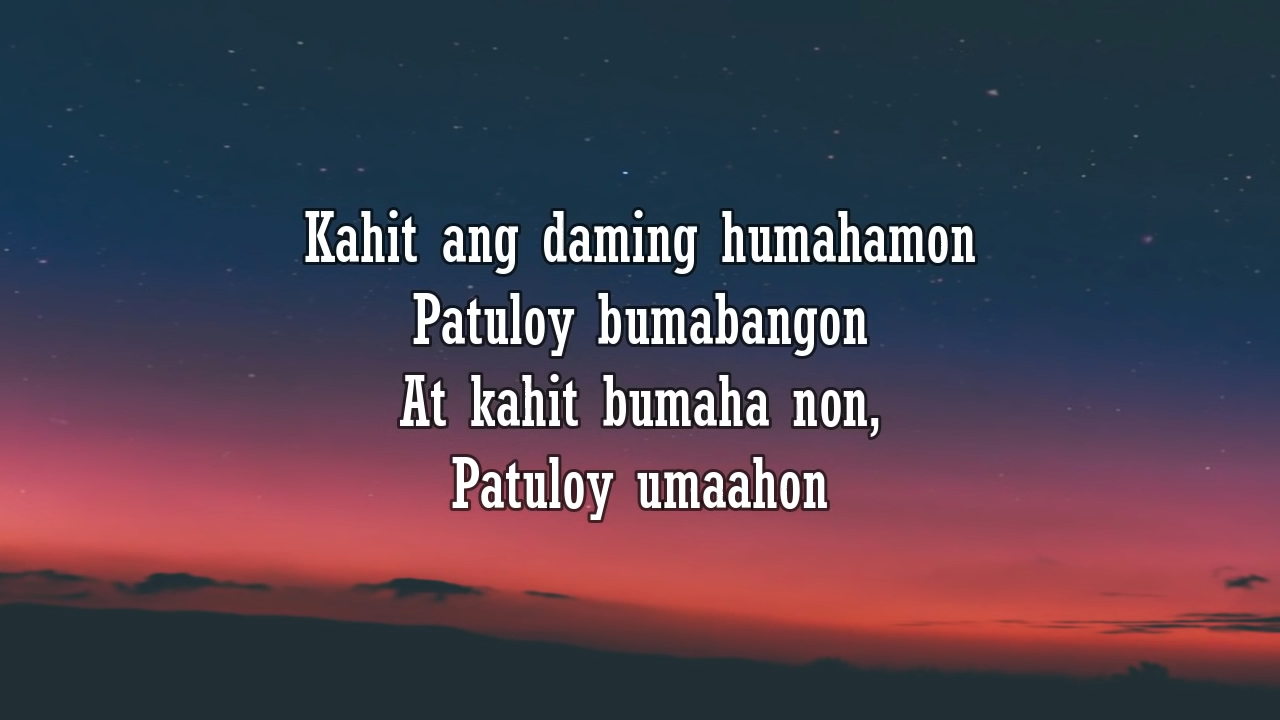 Kahit ang daming humahamon
Patuloy bumabangon
At kahit bumaha non,
Patuloy umaahon